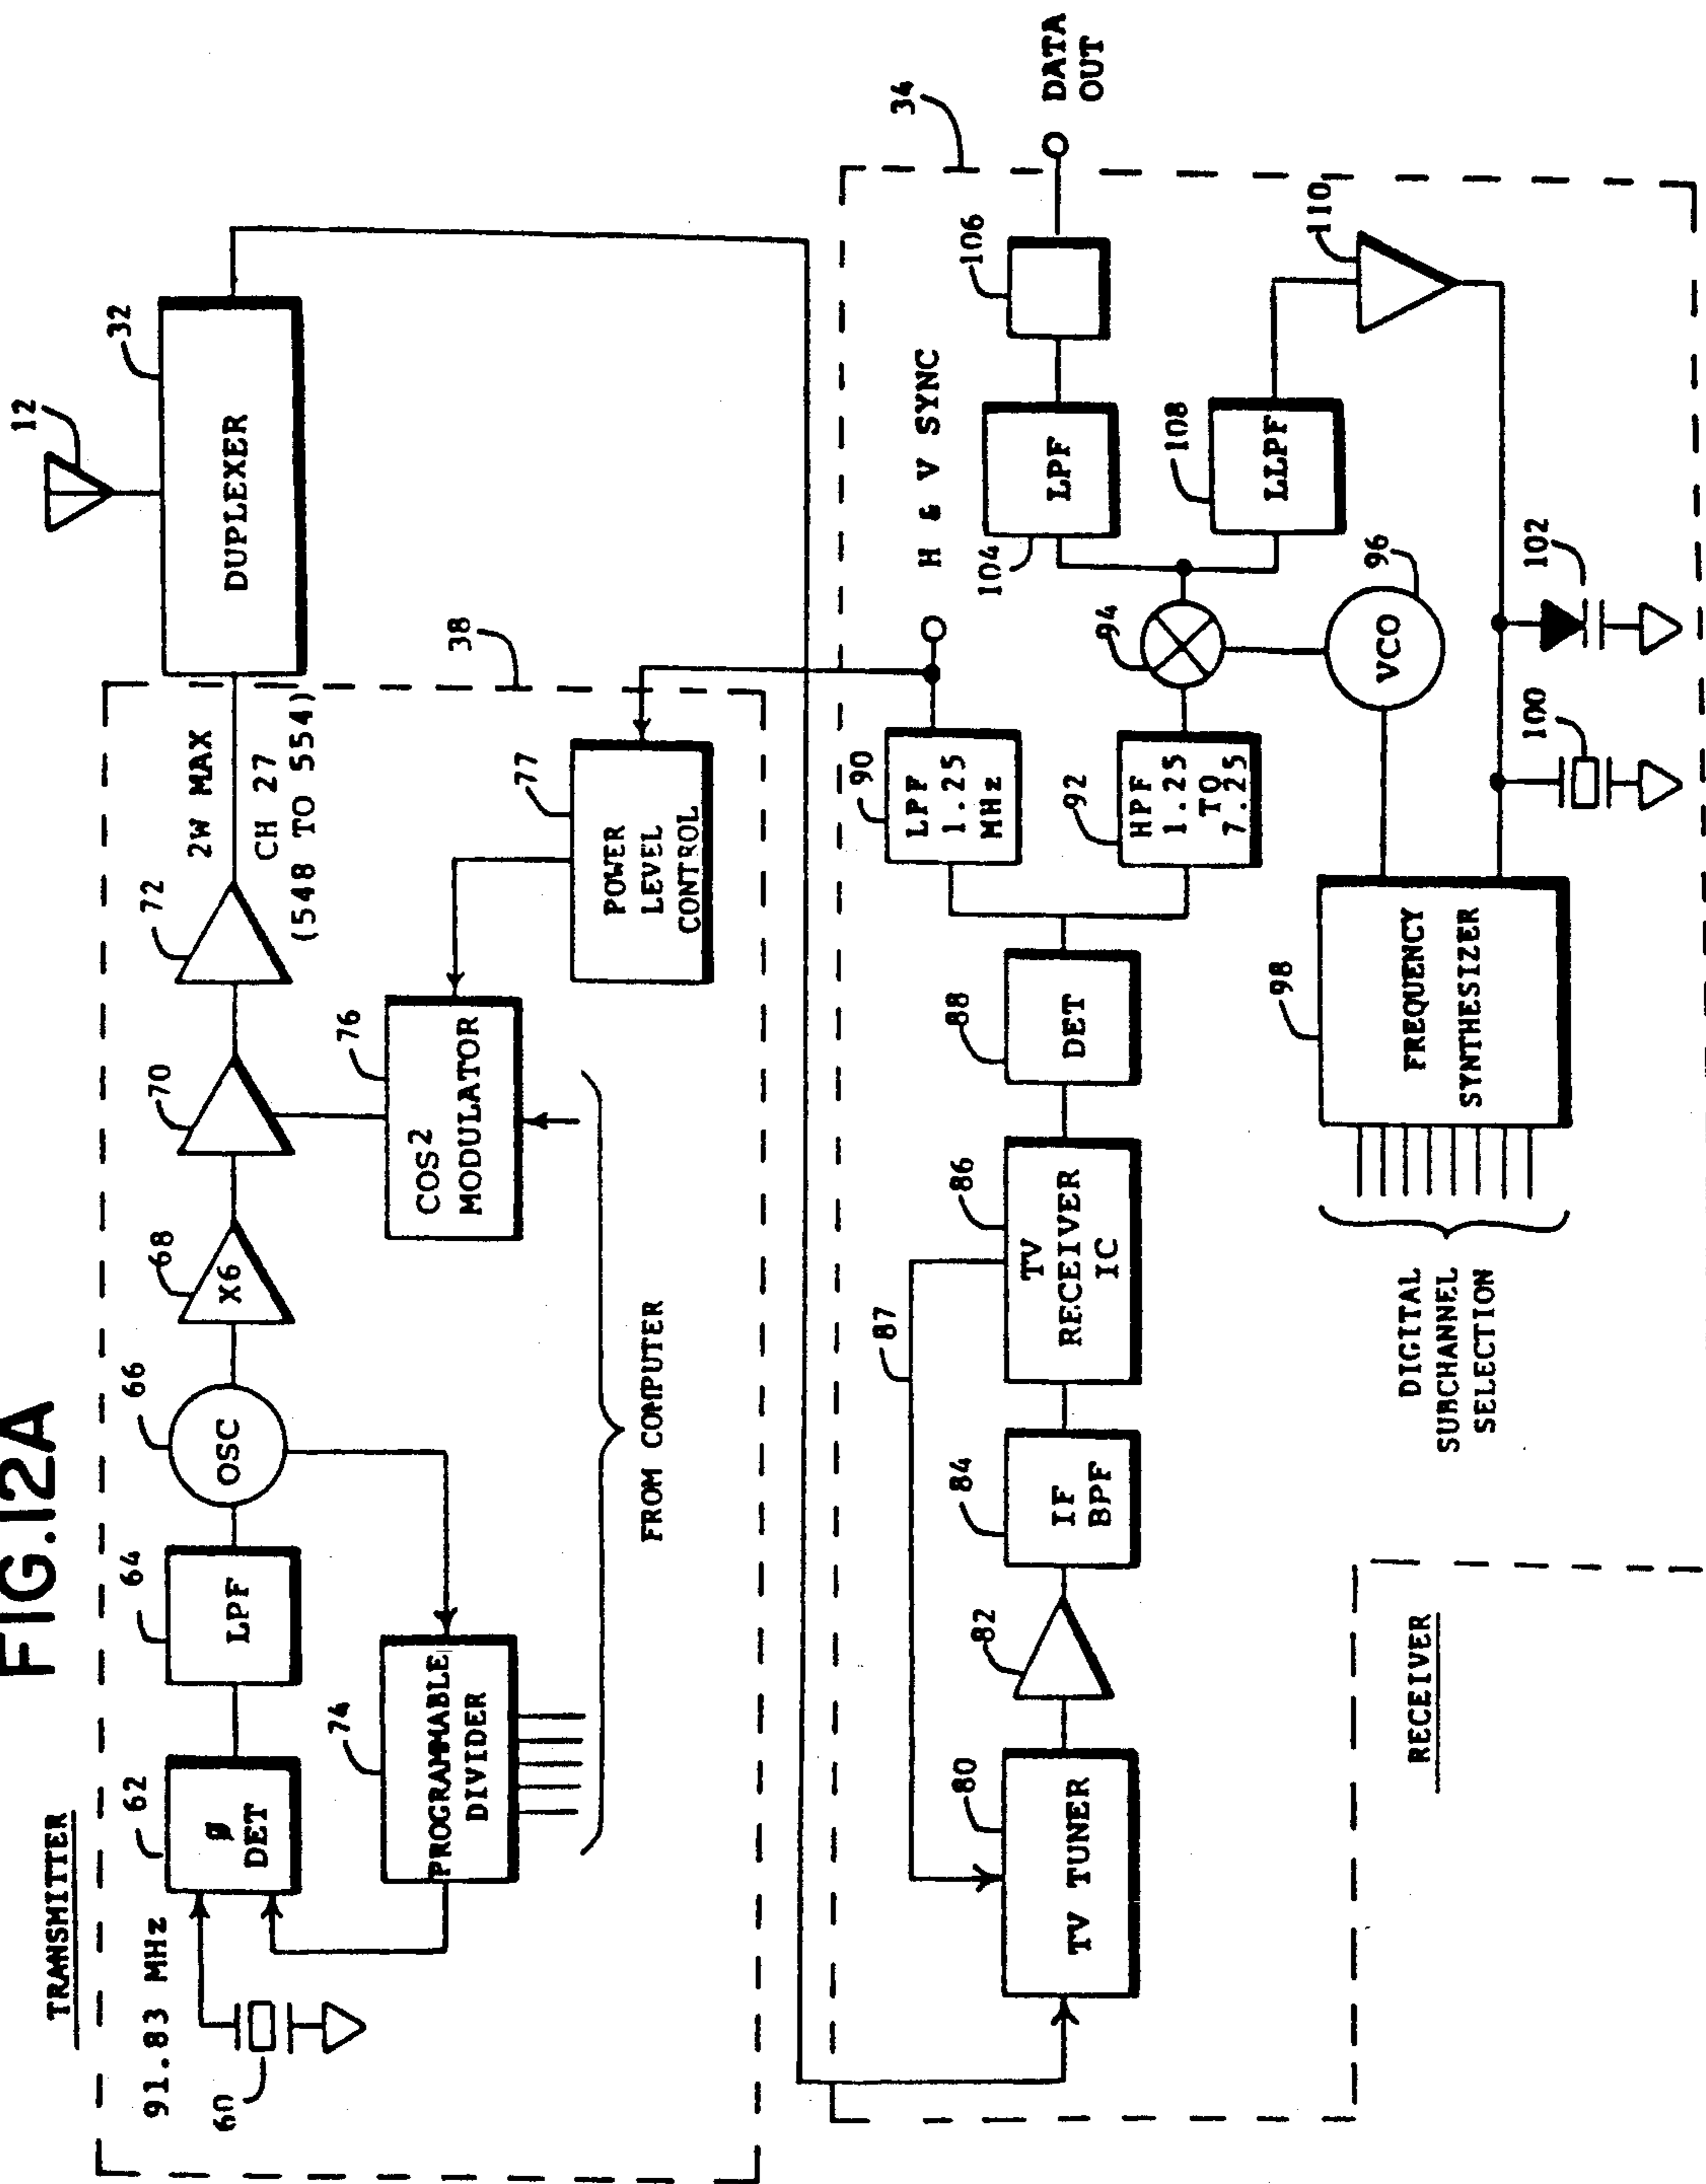 FIG.12A
TRANSMITTER
91.83 MHz
60
62
ø
DET
64
LPF
66
OSC
68
X6
70
72
2W MAX
CH 27
(548 TO 554)
12
32
DUPLEXER
74
PROGRAMMABLE
DIVIDER
76
COS2
MODULATOR
77
POWER
LEVEL
CONTROL
38
FROM COMPUTER
RECEIVER
80
TV TUNER
82
84
IF
BPF
86
TV
RECEIVER
IC
87
88
DET
90
LPF
1.25
MHz
H & V SYNC
92
HPF
1.25
TO
7.25
94
96
VCO
98
FREQUENCY
SYNTHESIZER
DIGITAL
SUBCHANNEL
SELECTION
100
102
104
LPF
106
108
LLPF
110
34
DATA
OUT